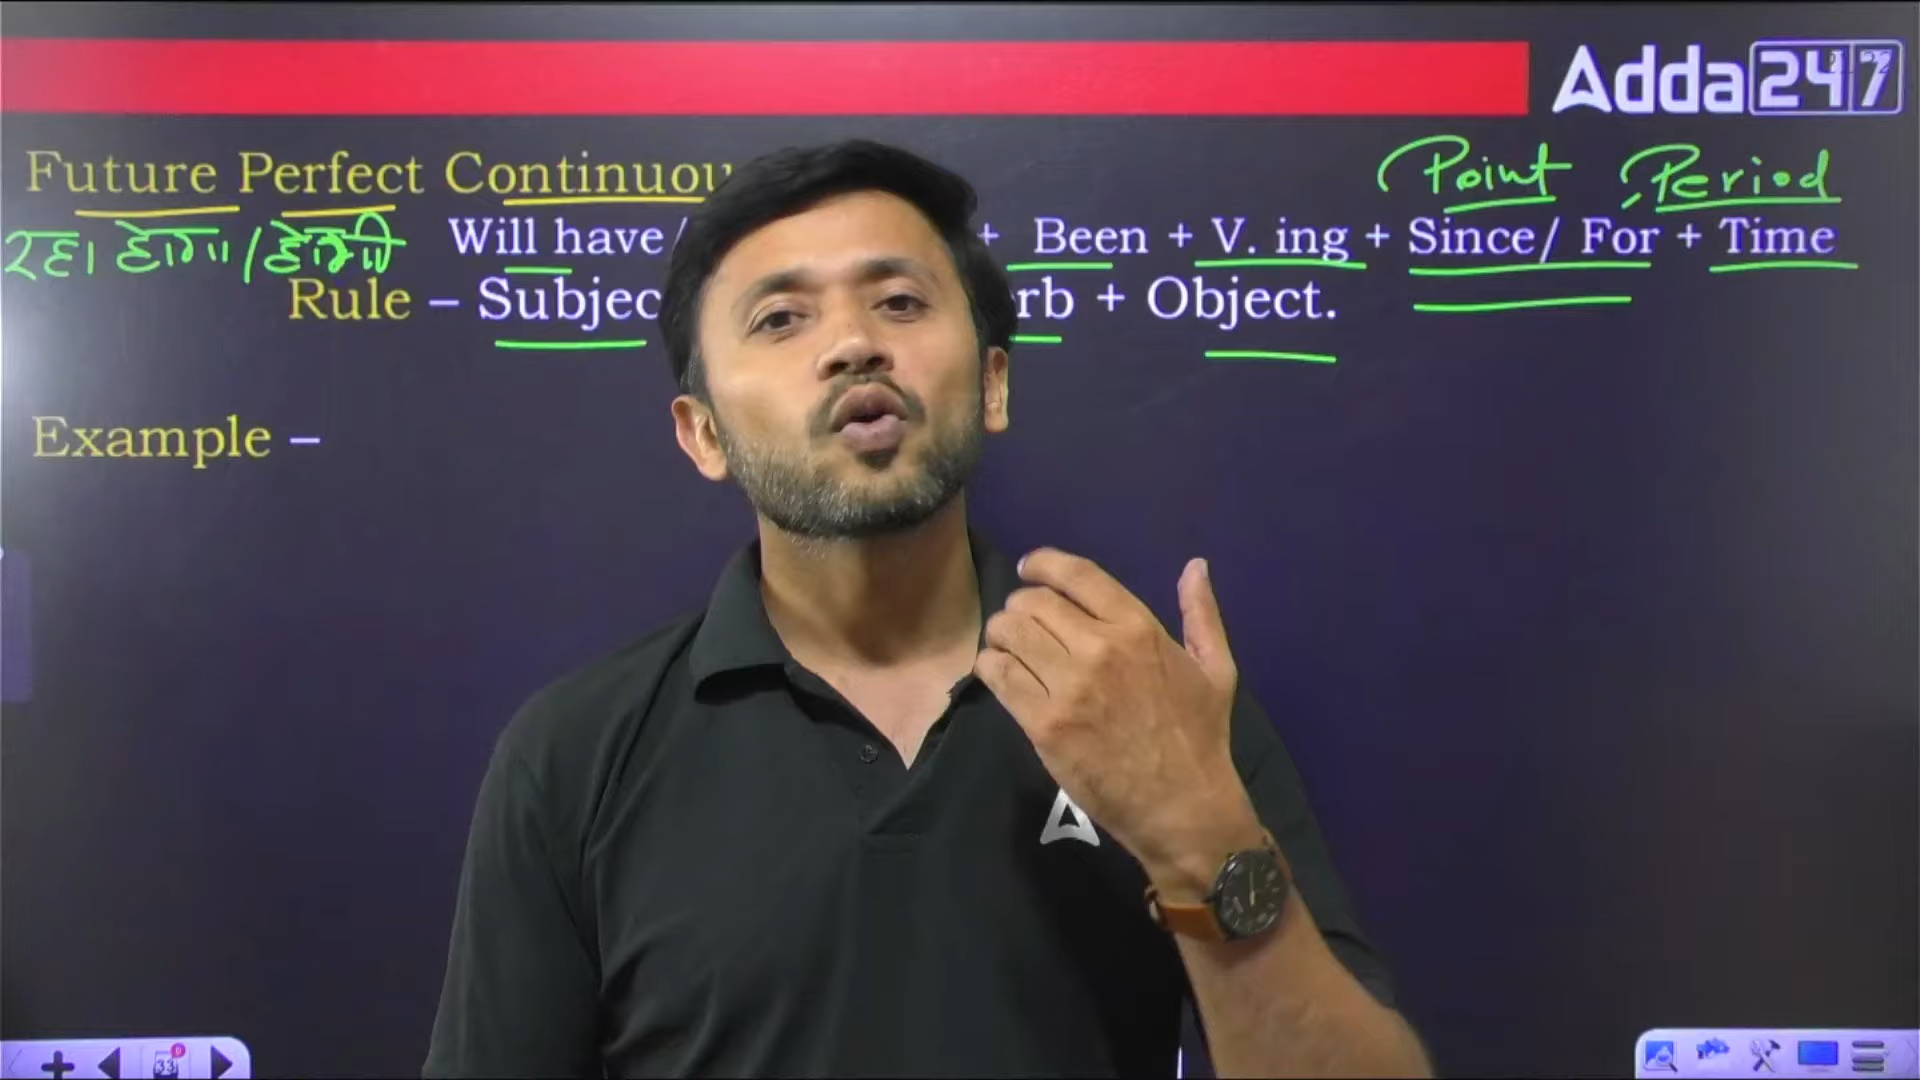 Adda247
Future Perfect Continuou
Point Period
रहा होगा/होगी Will have/ + Been + V. ing + Since/ For + Time
Rule – Subjec rb + Object.
Example –
33